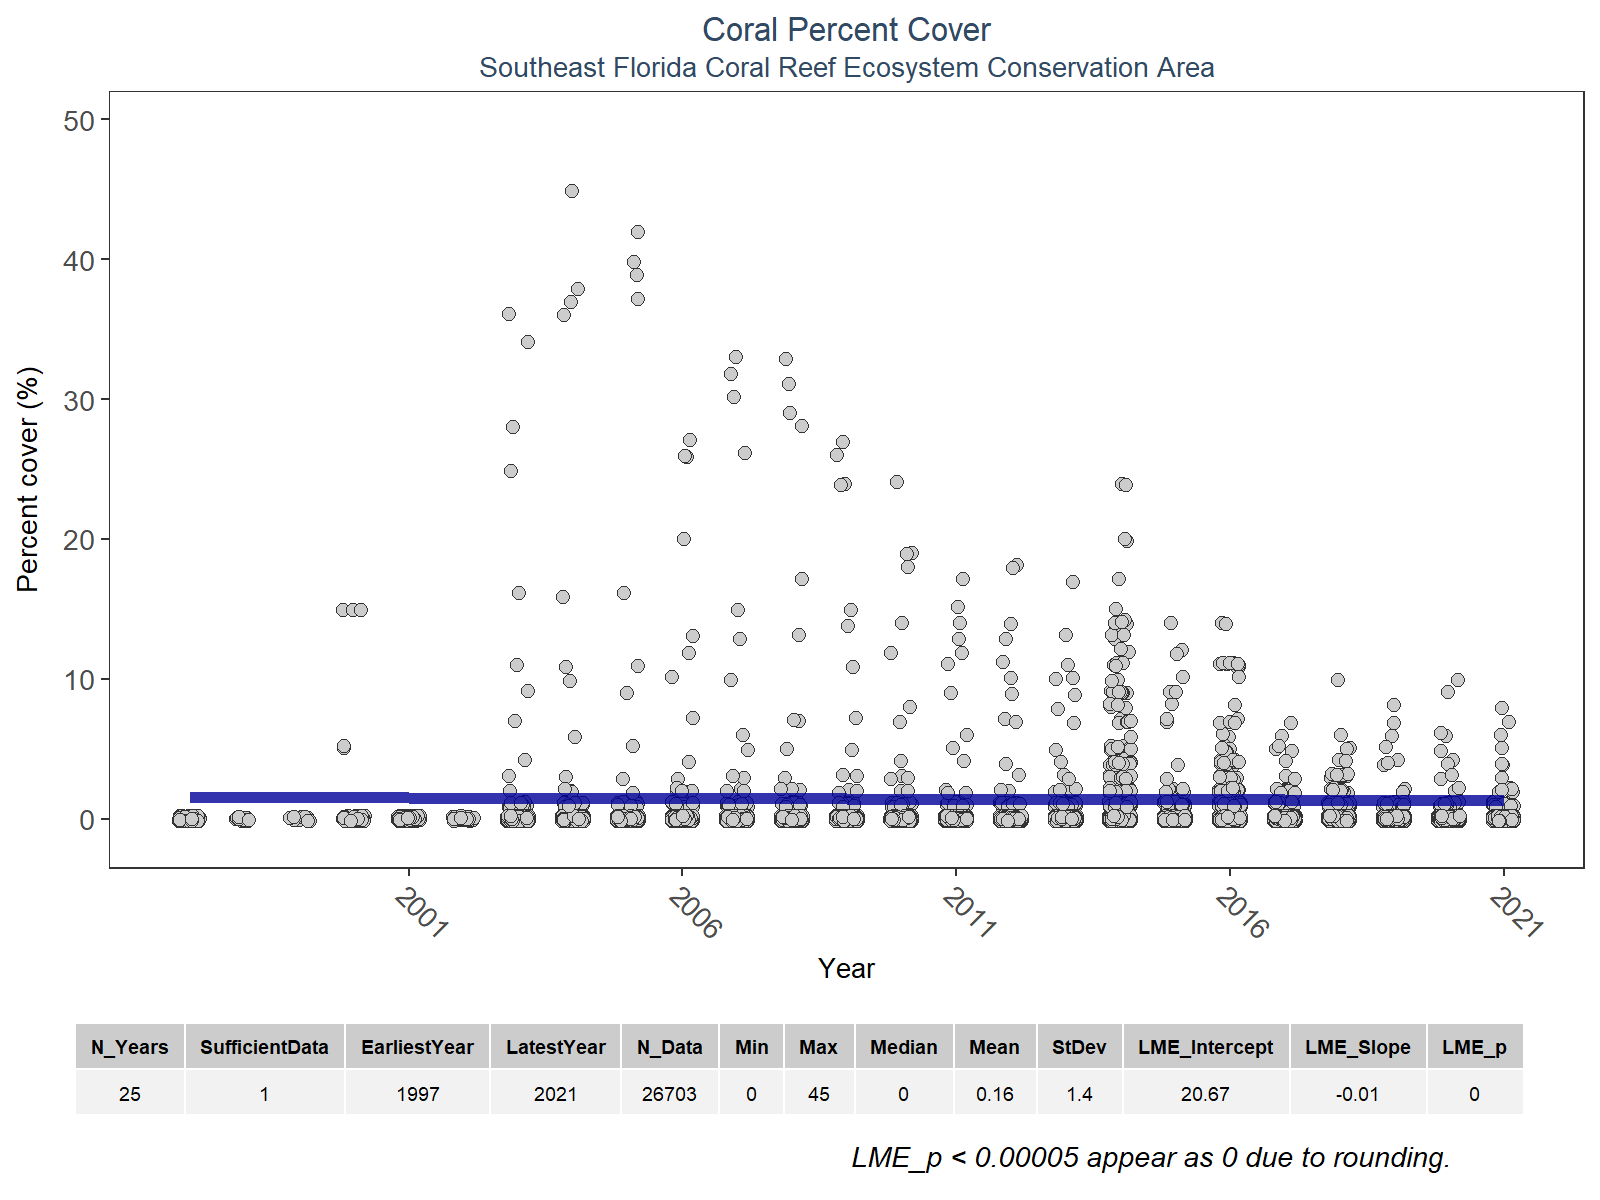 Coral Percent Cover
Southeast Florida Coral Reef Ecosystem Conservation Area
Percent cover (%)
50
40
30
20
10
0
2001 2006 2011 2016 2021
Year
N_Years SufficientData EarliestYear LatestYear N_Data Min Max Median Mean StDev LME_Intercept LME_Slope LME_p
25 1 1997 2021 26703 0 45 0 0.16 1.4 20.67 -0.01 0
LME_p < 0.00005 appear as 0 due to rounding.